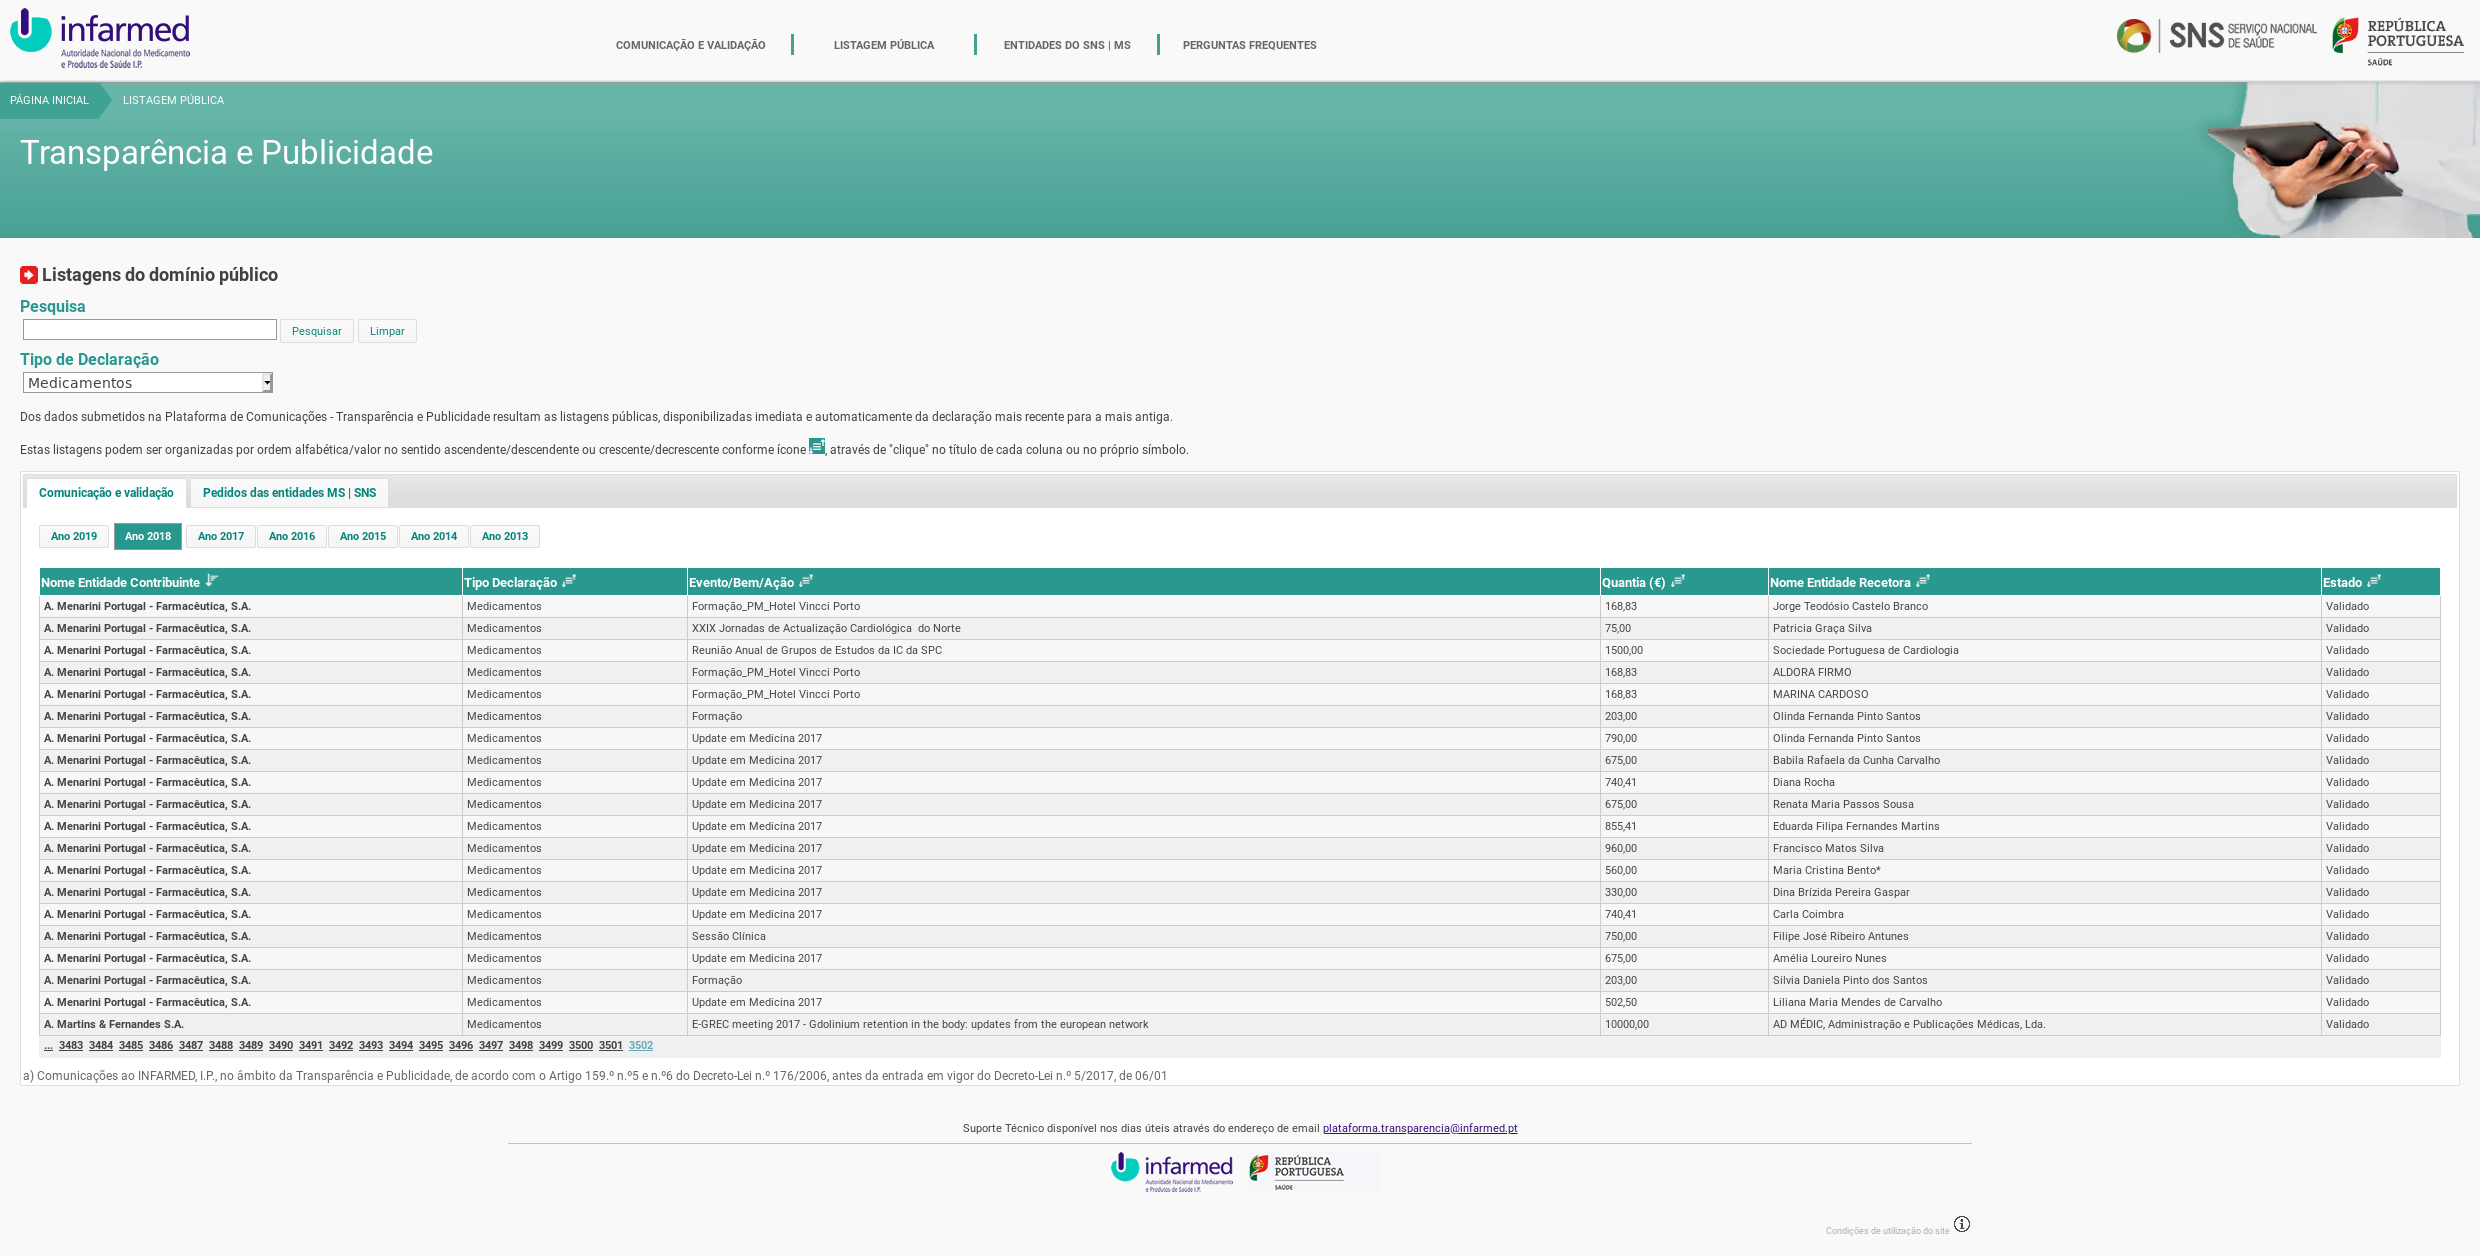 infarmed
Autoridade Nacional do Medicamento
e Produtos de Saúde I.P.
COMUNICAÇÃO E VALIDAÇÃO
LISTAGEM PÚBLICA
ENTIDADES DO SNS | MS
PERGUNTAS FREQUENTES
SNS SERVIÇO NACIONAL
DE SAÚDE
REPÚBLICA
PORTUGUESA
SAÚDE
PÁGINA INICIAL LISTAGEM PÚBLICA
Transparência e Publicidade
Listagens do domínio público
Pesquisa
Pesquisar Limpar
Tipo de Declaração
Medicamentos
Dos dados submetidos na Plataforma de Comunicações - Transparência e Publicidade resultam as listagens públicas, disponibilizadas imediata e automaticamente da declaração mais recente para a mais antiga.
Estas listagens podem ser organizadas por ordem alfabética/valor no sentido ascendente/descendente ou crescente/decrescente conforme ícone , através de "clique" no título de cada coluna ou no próprio símbolo.
Comunicação e validação Pedidos das entidades MS | SNS
Ano 2019 Ano 2018 Ano 2017 Ano 2016 Ano 2015 Ano 2014 Ano 2013
Nome Entidade Contribuinte Tipo Declaração Evento/Bem/Ação Quantia (€) Nome Entidade Recetora Estado
A. Menarini Portugal - Farmacêutica, S.A. Medicamentos Formação_PM_Hotel Vincci Porto 168,83 Jorge Teodósio Castelo Branco Validado
A. Menarini Portugal - Farmacêutica, S.A. Medicamentos XXIX Jornadas de Actualização Cardiológica  do Norte 75,00 Patricia Graça Silva Validado
A. Menarini Portugal - Farmacêutica, S.A. Medicamentos Reunião Anual de Grupos de Estudos da IC da SPC 1500,00 Sociedade Portuguesa de Cardiologia Validado
A. Menarini Portugal - Farmacêutica, S.A. Medicamentos Formação_PM_Hotel Vincci Porto 168,83 ALDORA FIRMO Validado
A. Menarini Portugal - Farmacêutica, S.A. Medicamentos Formação_PM_Hotel Vincci Porto 168,83 MARINA CARDOSO Validado
A. Menarini Portugal - Farmacêutica, S.A. Medicamentos Formação 203,00 Olinda Fernanda Pinto Santos Validado
A. Menarini Portugal - Farmacêutica, S.A. Medicamentos Update em Medicina 2017 790,00 Olinda Fernanda Pinto Santos Validado
A. Menarini Portugal - Farmacêutica, S.A. Medicamentos Update em Medicina 2017 675,00 Babila Rafaela da Cunha Carvalho Validado
A. Menarini Portugal - Farmacêutica, S.A. Medicamentos Update em Medicina 2017 740,41 Diana Rocha Validado
A. Menarini Portugal - Farmacêutica, S.A. Medicamentos Update em Medicina 2017 675,00 Renata Maria Passos Sousa Validado
A. Menarini Portugal - Farmacêutica, S.A. Medicamentos Update em Medicina 2017 855,41 Eduarda Filipa Fernandes Martins Validado
A. Menarini Portugal - Farmacêutica, S.A. Medicamentos Update em Medicina 2017 960,00 Francisco Matos Silva Validado
A. Menarini Portugal - Farmacêutica, S.A. Medicamentos Update em Medicina 2017 560,00 Maria Cristina Bento* Validado
A. Menarini Portugal - Farmacêutica, S.A. Medicamentos Update em Medicina 2017 330,00 Dina Brízida Pereira Gaspar Validado
A. Menarini Portugal - Farmacêutica, S.A. Medicamentos Update em Medicina 2017 740,41 Carla Coimbra Validado
A. Menarini Portugal - Farmacêutica, S.A. Medicamentos Sessão Clínica 750,00 Filipe José Ribeiro Antunes Validado
A. Menarini Portugal - Farmacêutica, S.A. Medicamentos Update em Medicina 2017 675,00 Amélia Loureiro Nunes Validado
A. Menarini Portugal - Farmacêutica, S.A. Medicamentos Formação 203,00 Silvia Daniela Pinto dos Santos Validado
A. Menarini Portugal - Farmacêutica, S.A. Medicamentos Update em Medicina 2017 502,50 Liliana Maria Mendes de Carvalho Validado
A. Martins & Fernandes S.A. Medicamentos E-GREC meeting 2017 - Gdolinium retention in the body: updates from the european network 10000,00 AD MÉDIC, Administração e Publicações Médicas, Lda. Validado
... 3483 3484 3485 3486 3487 3488 3489 3490 3491 3492 3493 3494 3495 3496 3497 3498 3499 3500 3501 3502
a) Comunicações ao INFARMED, I.P., no âmbito da Transparência e Publicidade, de acordo com o Artigo 159.º n.º5 e n.º6 do Decreto-Lei n.º 176/2006, antes da entrada em vigor do Decreto-Lei n.º 5/2017, de 06/01
Suporte Técnico disponível nos dias úteis através do endereço de email plataforma.transparencia@infarmed.pt
infarmed
Autoridade Nacional do Medicamento
e Produtos de Saúde I.P.
REPÚBLICA
PORTUGUESA
SAÚDE
Condições de utilização do site